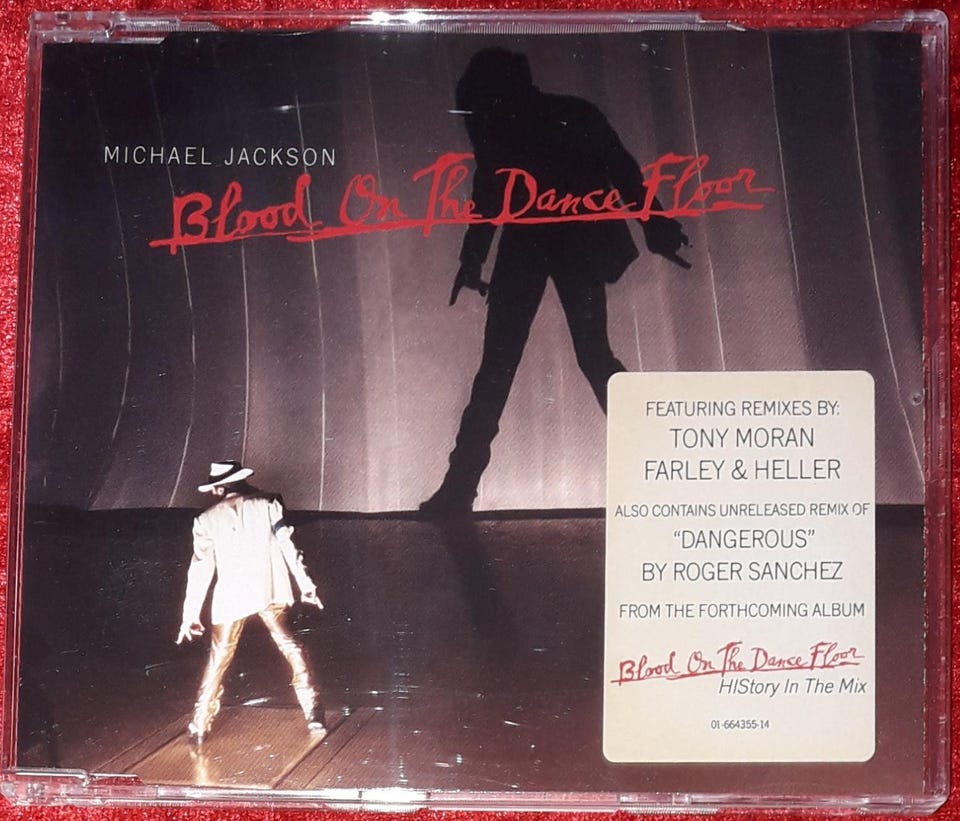 MICHAEL JACKSON
Blood On The Dance Floor
FEATURING REMIXES BY:
TONY MORAN
FARLEY & HELLER
ALSO CONTAINS UNRELEASED REMIX OF
"DANGEROUS"
BY ROGER SANCHEZ
FROM THE FORTHCOMING ALBUM
Blood On The Dance Floor
HIStory In The Mix
01-664355-14